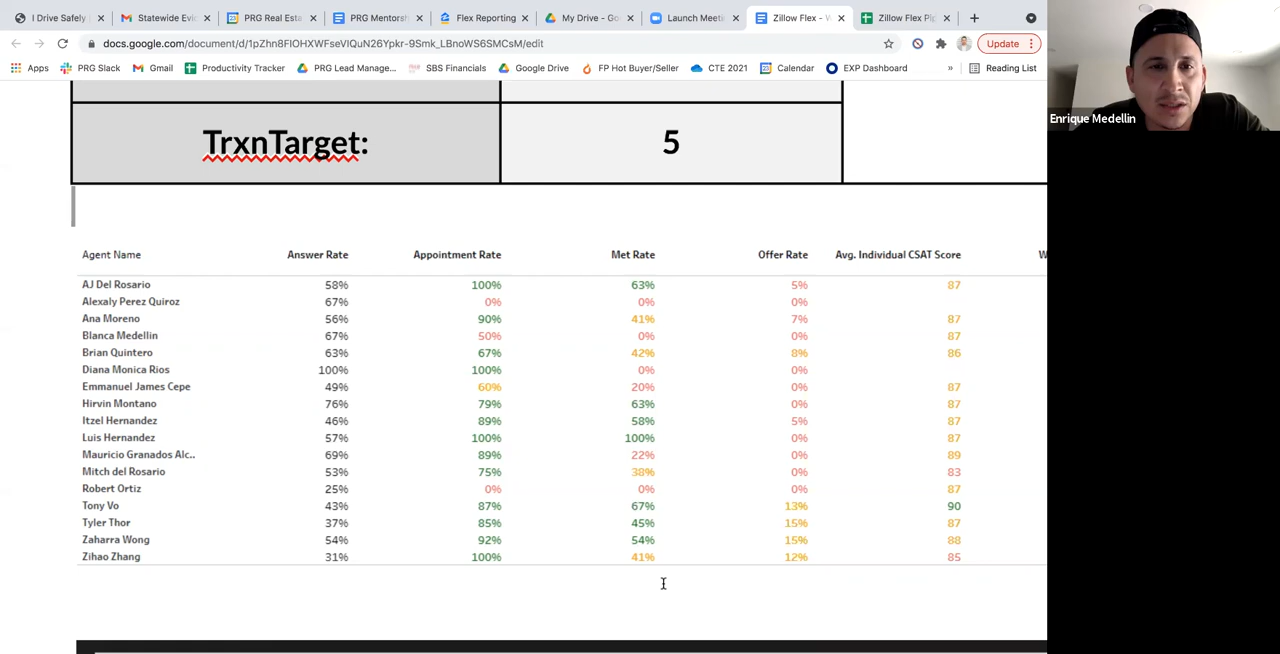 I Drive Safely
Statewide Evi
PRG Real Esta
PRG Mentorsh
Flex Reporting
My Drive - Go
Launch Meeti
Zillow Flex - W
Zillow Flex Pip
docs.google.com/document/d/1pZhn8FIOHXWFseVIQuN26Ypkr-9Smk_LBnoWS6SMCsM/edit
Update
Apps
PRG Slack
Gmail
Productivity Tracker
PRG Lead Manage...
SBS Financials
Google Drive
FP Hot Buyer/Seller
CTE 2021
Calendar
EXP Dashboard
»
Reading List
Enrique Medellin
TrxnTarget: 5
Agent Name Answer Rate Appointment Rate Met Rate Offer Rate Avg. Individual CSAT Score W
AJ Del Rosario 58% 100% 63% 5% 87
Alexaly Perez Quiroz 67% 0% 0% 0%
Ana Moreno 56% 90% 41% 7% 87
Blanca Medellin 67% 50% 0% 0% 87
Brian Quintero 63% 67% 42% 8% 86
Diana Monica Rios 100% 100% 0% 0%
Emmanuel James Cepe 49% 60% 20% 0% 87
Hirvin Montano 76% 79% 63% 0% 87
Itzel Hernandez 46% 89% 58% 5% 87
Luis Hernandez 57% 100% 100% 0% 87
Mauricio Granados Alc.. 69% 89% 22% 0% 89
Mitch del Rosario 53% 75% 38% 0% 83
Robert Ortiz 25% 0% 0% 0% 87
Tony Vo 43% 87% 67% 13% 90
Tyler Thor 37% 85% 45% 15% 87
Zaharra Wong 54% 92% 54% 15% 88
Zihao Zhang 31% 100% 41% 12% 85